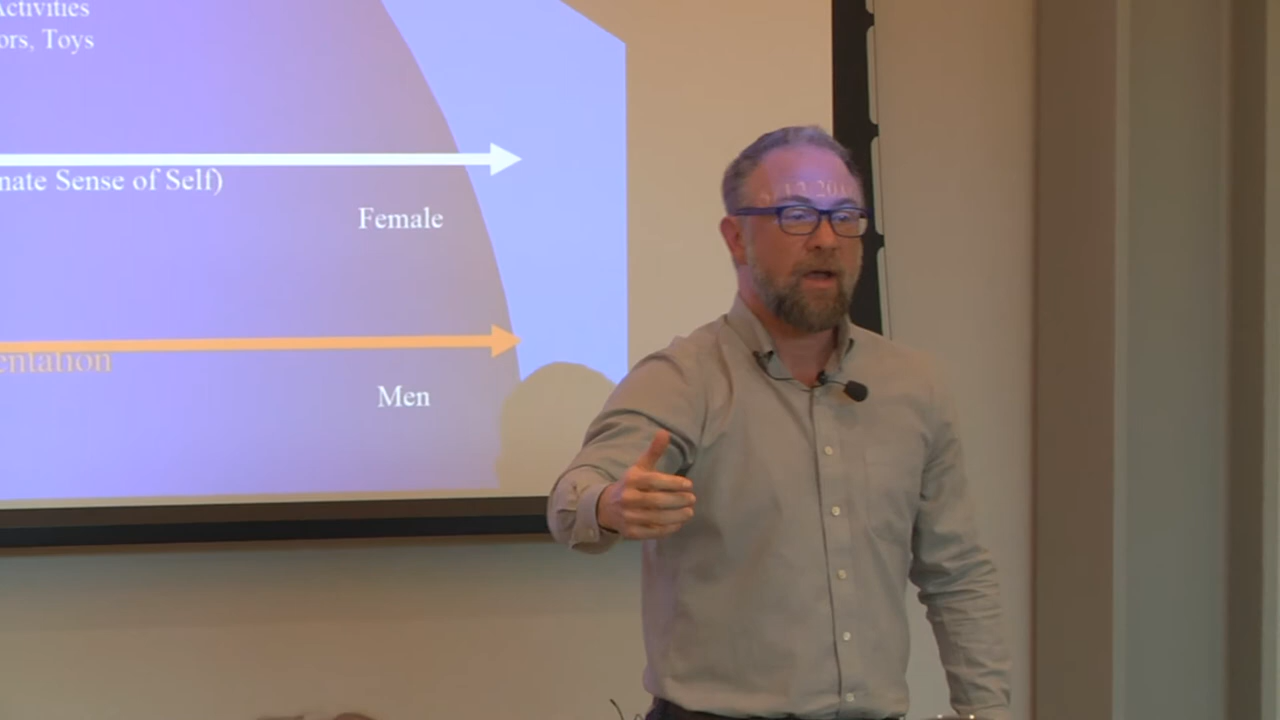 Activities
ors, Toys
nate Sense of Self)
Female
entation
Men